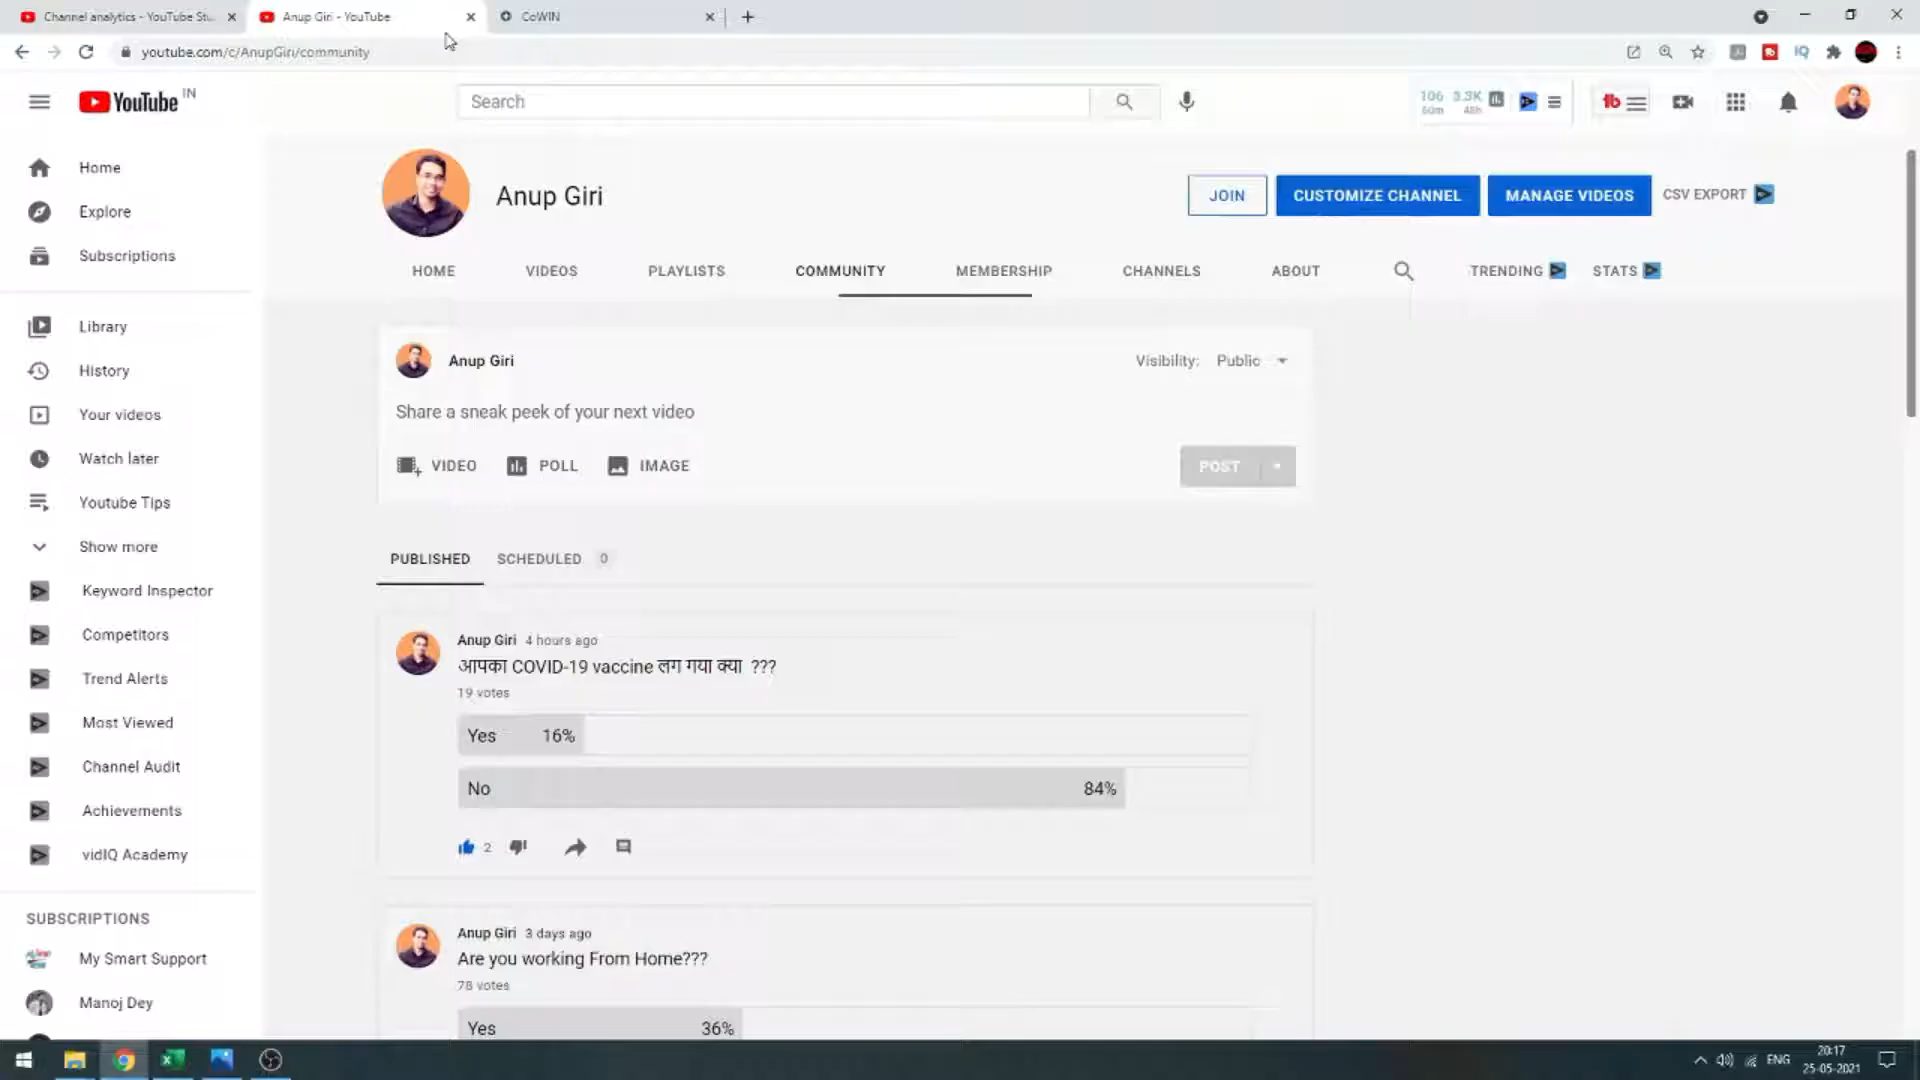 Channel analytics - YouTube Stu
Anup Giri - YouTube
CoWIN
youtube.com/c/AnupGiri/community
YouTube IN
Search
106 3.3K
60m 48h
Home
Explore
Subscriptions
Library
History
Your videos
Watch later
Youtube Tips
Show more
Keyword Inspector
Competitors
Trend Alerts
Most Viewed
Channel Audit
Achievements
vidIQ Academy
SUBSCRIPTIONS
My Smart Support
Manoj Dey
Anup Giri
JOIN
CUSTOMIZE CHANNEL
MANAGE VIDEOS
CSV EXPORT
HOME
VIDEOS
PLAYLISTS
COMMUNITY
MEMBERSHIP
CHANNELS
ABOUT
TRENDING
STATS
Anup Giri
Visibility: Public
Share a sneak peek of your next video
VIDEO
POLL
IMAGE
POST
PUBLISHED
SCHEDULED 0
Anup Giri 4 hours ago
आपका COVID-19 vaccine लग गया क्या ???
19 votes
Yes 16%
No 84%
2
Anup Giri 3 days ago
Are you working From Home???
78 votes
Yes 36%
ENG
20:17
25-05-2021